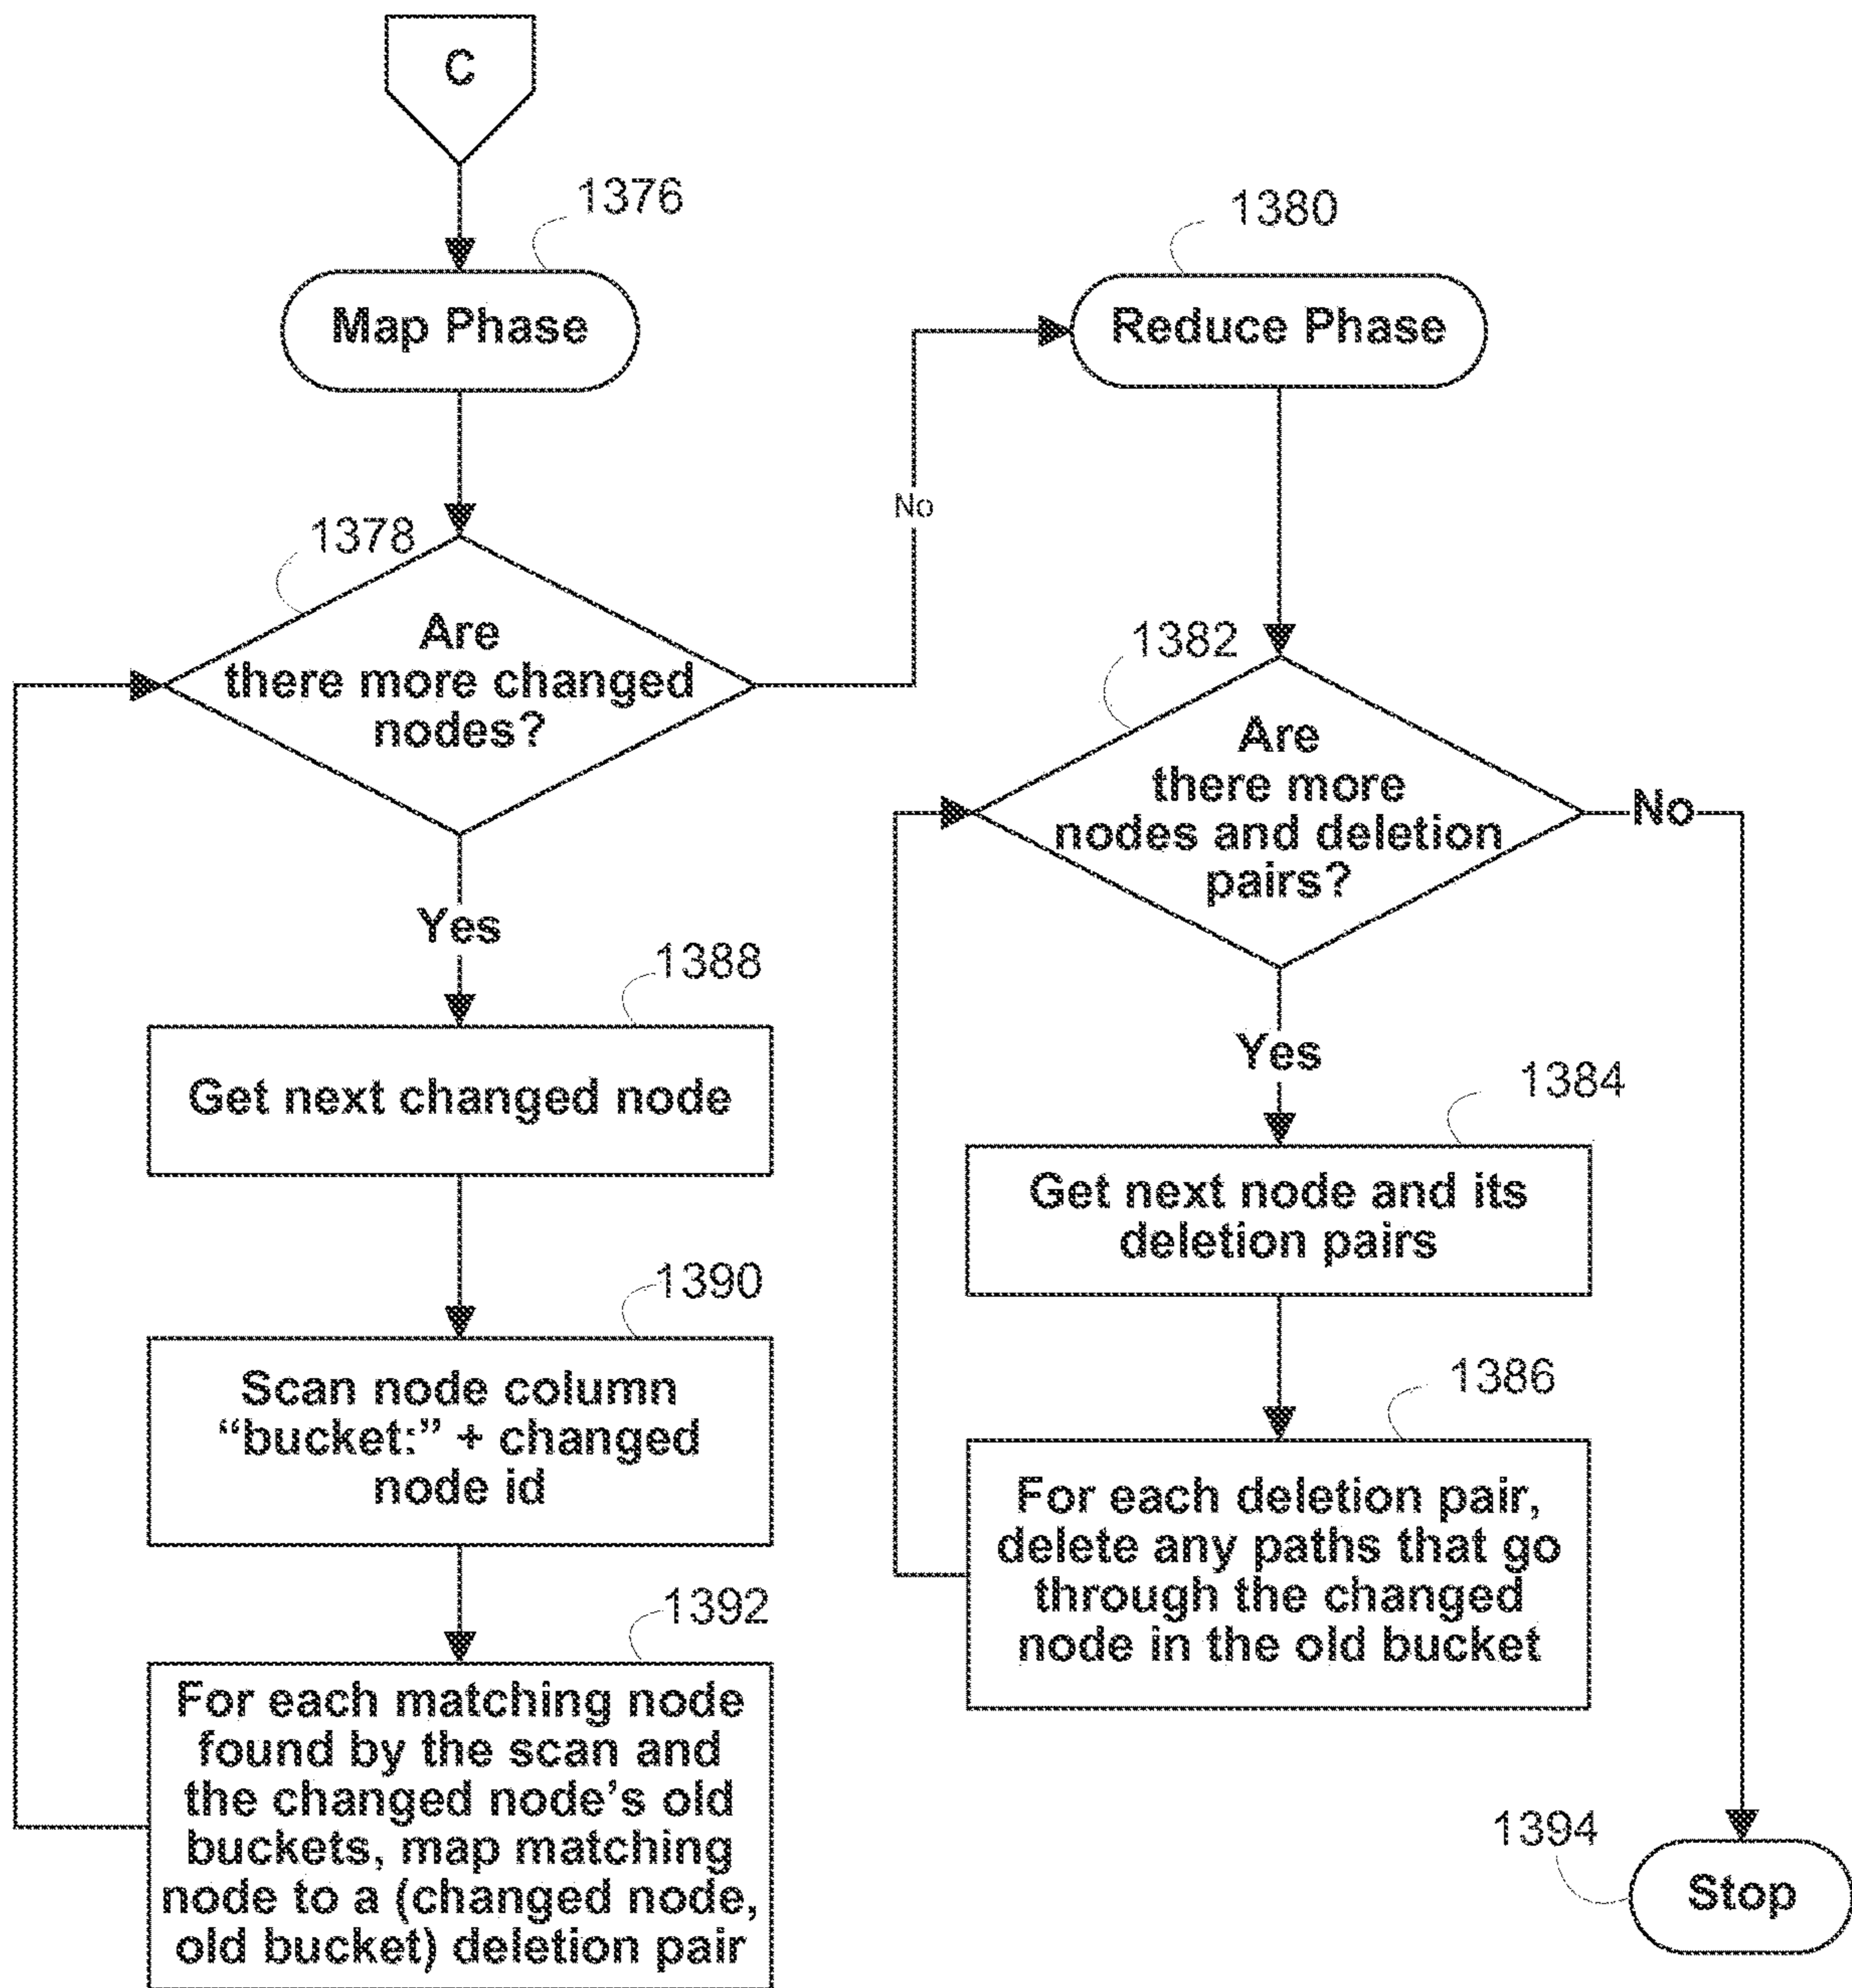 C
1376
Map Phase
1378
Are
there more changed
nodes?
Yes
1388
Get next changed node
1390
Scan node column
“bucket:” + changed
node id
1392
For each matching node
found by the scan and
the changed node’s old
buckets, map matching
node to a (changed node,
old bucket) deletion pair
No
1380
Reduce Phase
1382
Are
there more
nodes and deletion
pairs?
No
Yes
1384
Get next node and its
deletion pairs
1386
For each deletion pair,
delete any paths that go
through the changed
node in the old bucket
1394
Stop